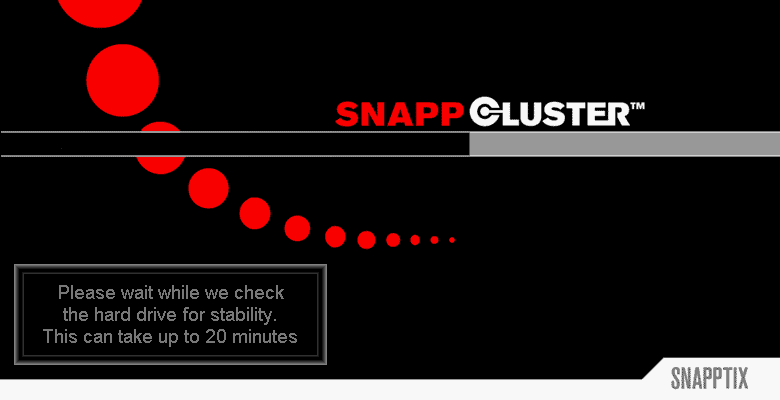 SNAPPCLUSTER™
Please wait while we check
the hard drive for stability.
This can take up to 20 minutes
SNAPPTIX